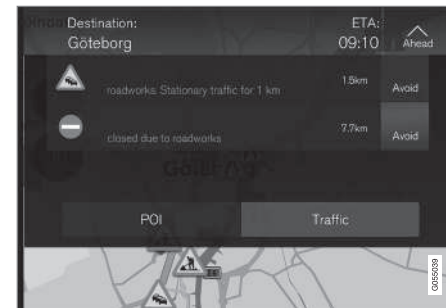 Destination:
Göteborg
ETA:
09:10
Ahead
roadworks. Stationary traffic for 1 km
1.5km
Avoid
closed due to roadworks
7.7km
Avoid
POI
Traffic
G055039